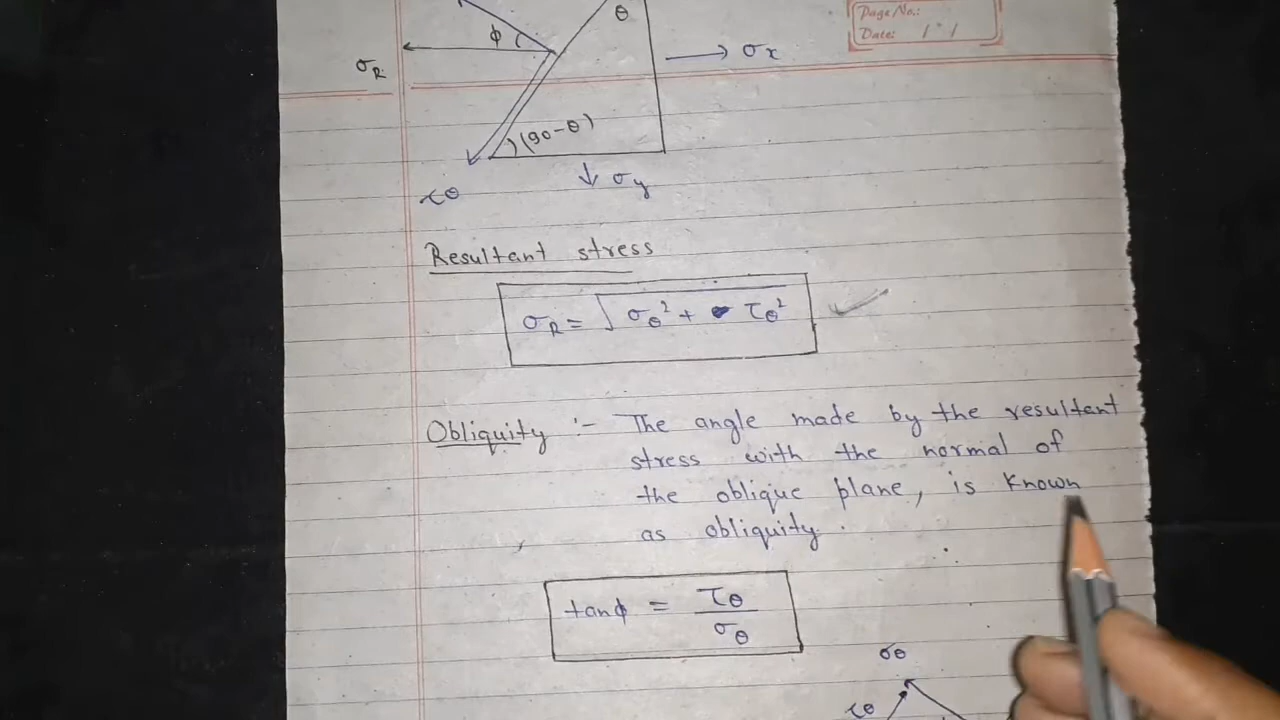 θ
Page No.:
Date: / /
ϕ
σR
→ σx
(90-θ)
↓ σy
τθ
Resultant stress
σR = √σθ² + τθ²
Obliquity :- The angle made by the resultant
stress with the normal of
the oblique plane, is known
as obliquity.
tanϕ = τθ/σθ
σθ
τθ